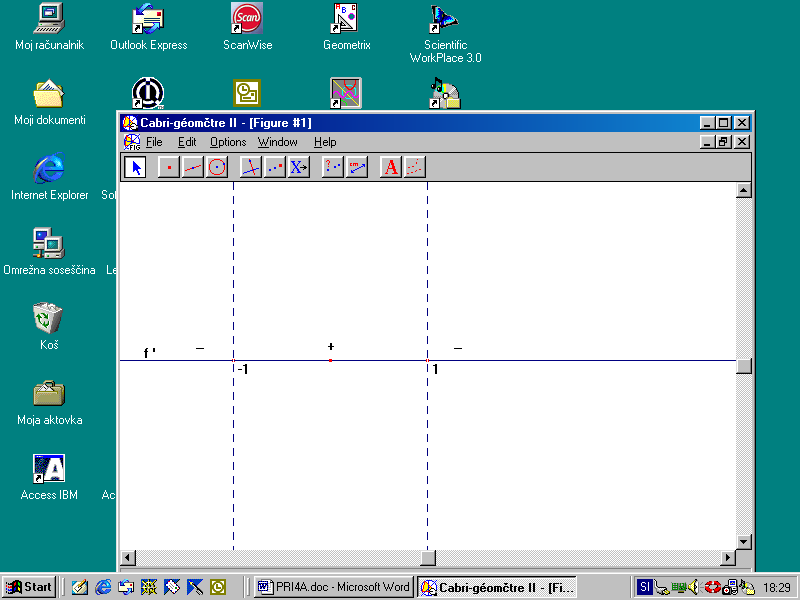 Moj računalnik
Outlook Express
ScanWise
Geometrix
Scientific
WorkPlace 3.0
Scan
A B C
Moji dokumenti
Internet Explorer
Omrežna soseščina
Koš
Moja aktovka
Access IBM
Cabri-géomčtre II - [Figure #1]
FIG
File Edit Options Window Help
X
?
cm
A
f' − + −
-1 1
Start
PRI4A.doc - Microsoft Word
Cabri-géomčtre II - [Fi...
SI
18:29